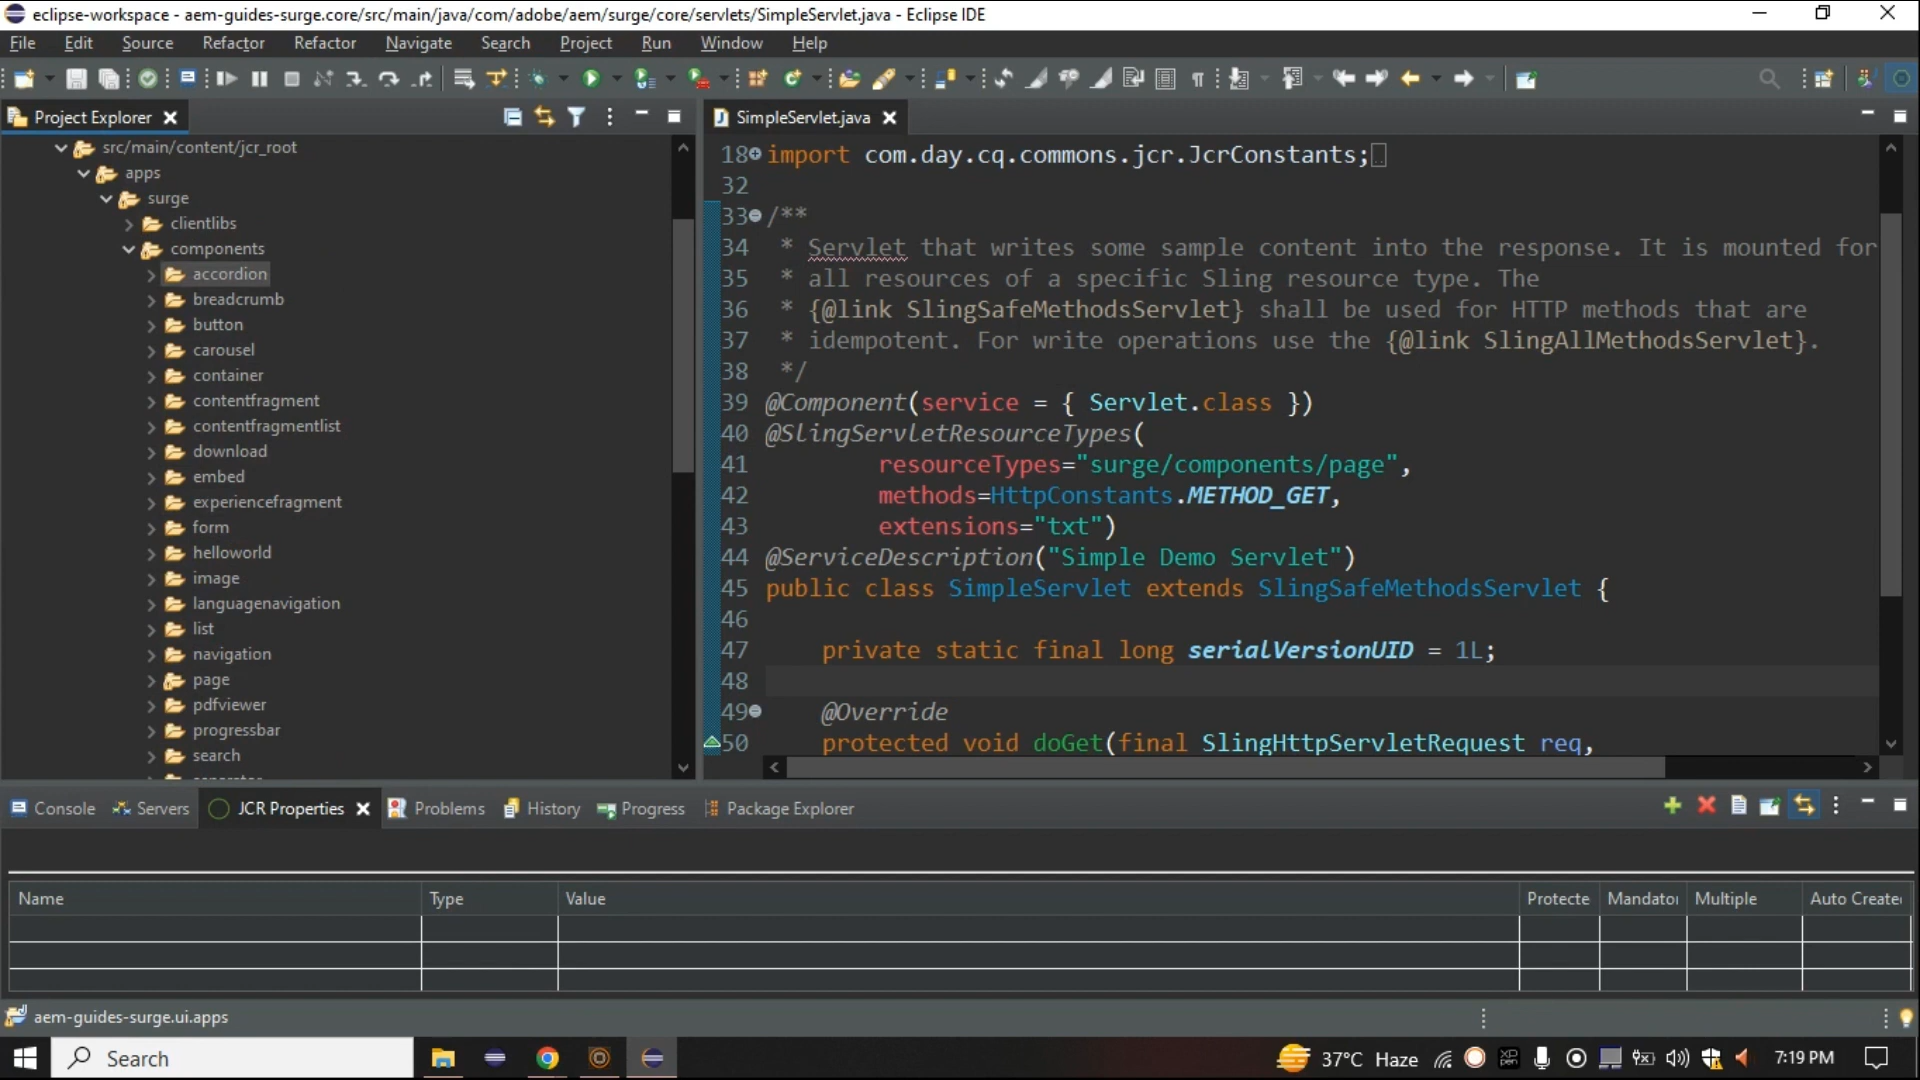 eclipse-workspace - aem-guides-surge.core/src/main/java/com/adobe/aem/surge/core/servlets/SimpleServlet.java - Eclipse IDE
File Edit Source Refactor Refactor Navigate Search Project Run Window Help
Project Explorer
src/main/content/jcr_root
apps
surge
clientlibs
components
accordion
breadcrumb
button
carousel
container
contentfragment
contentfragmentlist
download
embed
experiencefragment
form
helloworld
image
languagenavigation
list
navigation
page
pdfviewer
progressbar
search
SimpleServlet.java
18 import com.day.cq.commons.jcr.JcrConstants;
32
33 /**
34 * Servlet that writes some sample content into the response. It is mounted for
35 * all resources of a specific Sling resource type. The
36 * {@link SlingSafeMethodsServlet} shall be used for HTTP methods that are
37 * idempotent. For write operations use the {@link SlingAllMethodsServlet}.
38 */
39 @Component(service = { Servlet.class })
40 @SlingServletResourceTypes(
41 resourceTypes="surge/components/page",
42 methods=HttpConstants.METHOD_GET,
43 extensions="txt")
44 @ServiceDescription("Simple Demo Servlet")
45 public class SimpleServlet extends SlingSafeMethodsServlet {
46
47 private static final long serialVersionUID = 1L;
48
49 @Override
50 protected void doGet(final SlingHttpServletRequest req,
Console Servers JCR Properties Problems History Progress Package Explorer
Name Type Value Protecte Mandator Multiple Auto Create
aem-guides-surge.ui.apps
Search 37°C Haze 7:19 PM